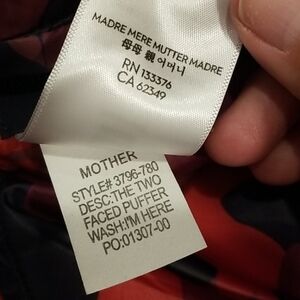 MADRE MERE MUTTER MADRE
母母 親 어머니
RN 133376
CA 62349
MOTHER
STYLE# 3796-780
DESC:THE TWO
FACED PUFFER
WASH:I'M HERE
PO:01307-00